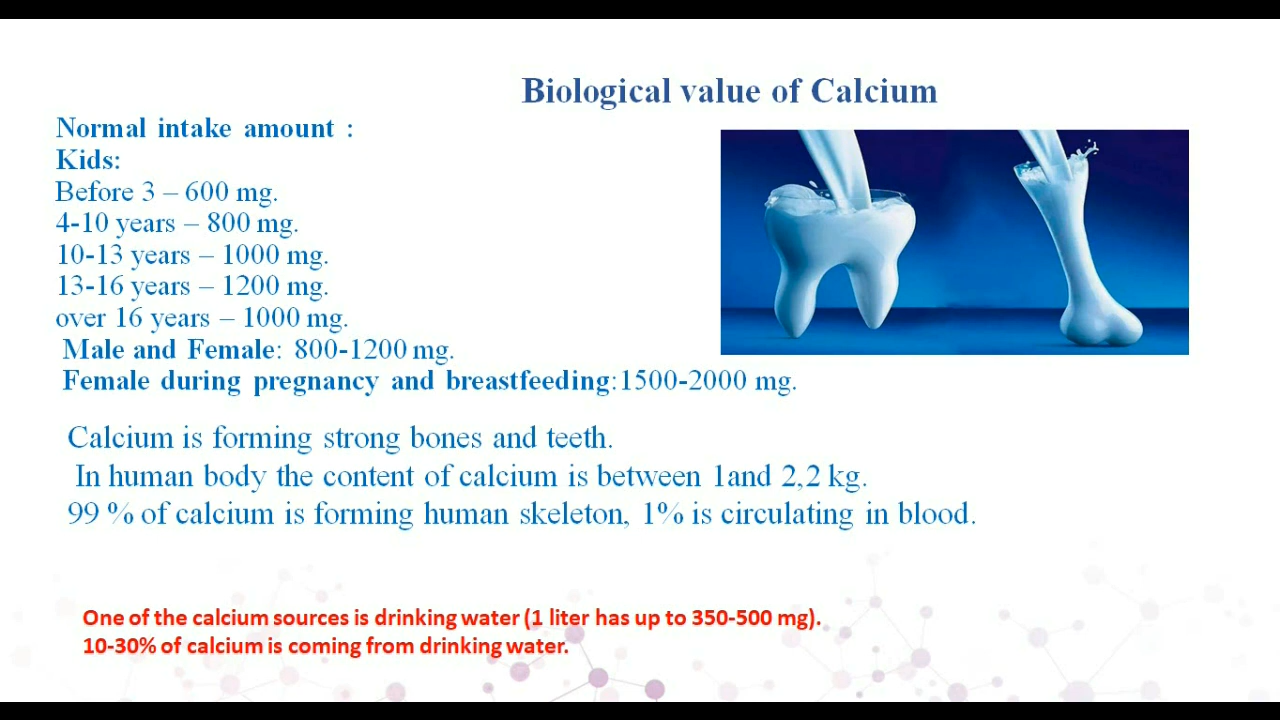 Biological value of Calcium
Normal intake amount :
Kids:
Before 3 – 600 mg.
4-10 years – 800 mg.
10-13 years – 1000 mg.
13-16 years – 1200 mg.
over 16 years – 1000 mg.
Male and Female: 800-1200 mg.
Female during pregnancy and breastfeeding:1500-2000 mg.
Calcium is forming strong bones and teeth.
In human body the content of calcium is between 1and 2,2 kg.
99 % of calcium is forming human skeleton, 1% is circulating in blood.
One of the calcium sources is drinking water (1 liter has up to 350-500 mg).
10-30% of calcium is coming from drinking water.